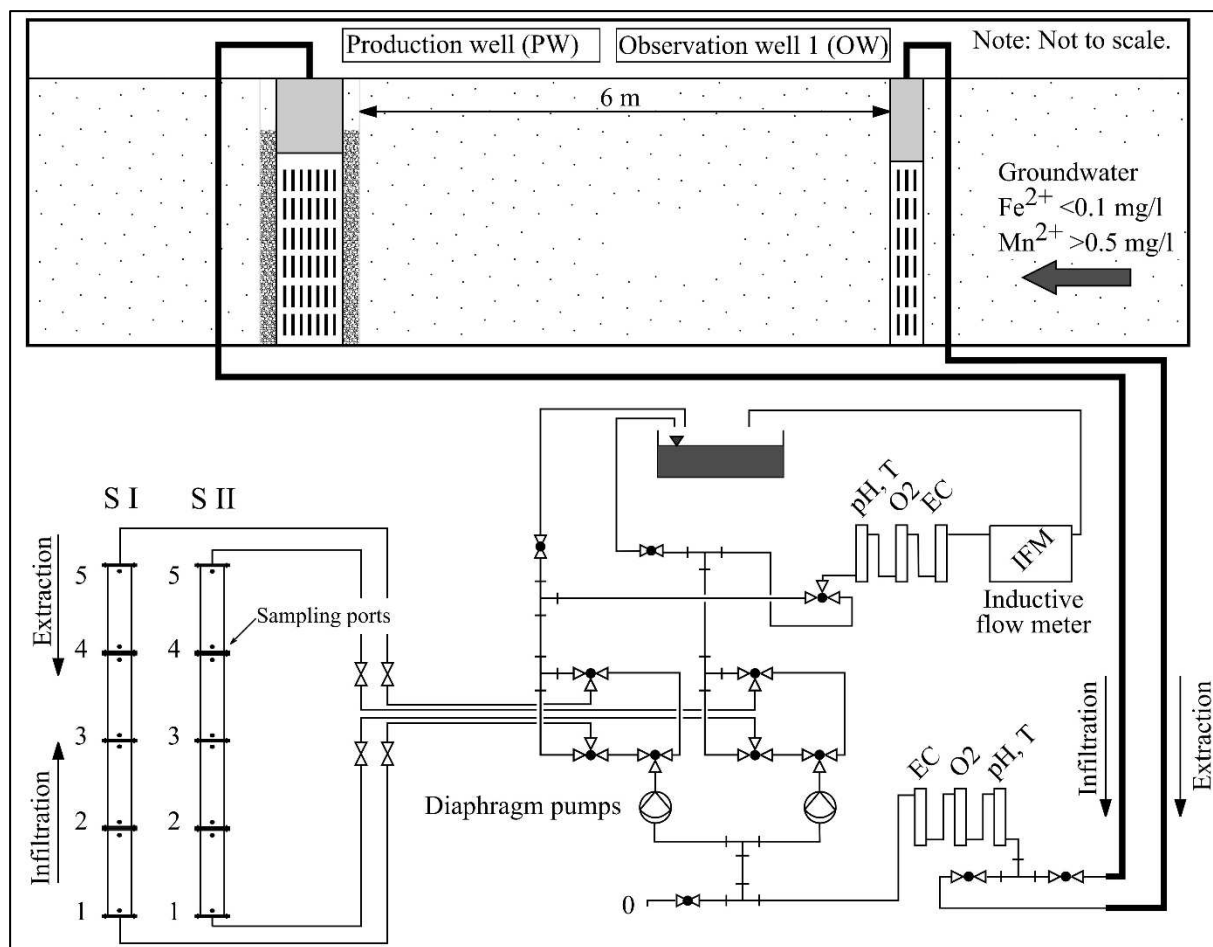 Production well (PW)
Observation well 1 (OW)
Note: Not to scale.
6 m
Groundwater
Fe2+ <0.1 mg/l
Mn2+ >0.5 mg/l
S I
S II
pH, T
O2
EC
IFM
Inductive
flow meter
Extraction
Infiltration
5
4
3
2
1
5
4
3
2
1
Sampling ports
Diaphragm pumps
EC
O2
pH, T
Infiltration
Extraction
0